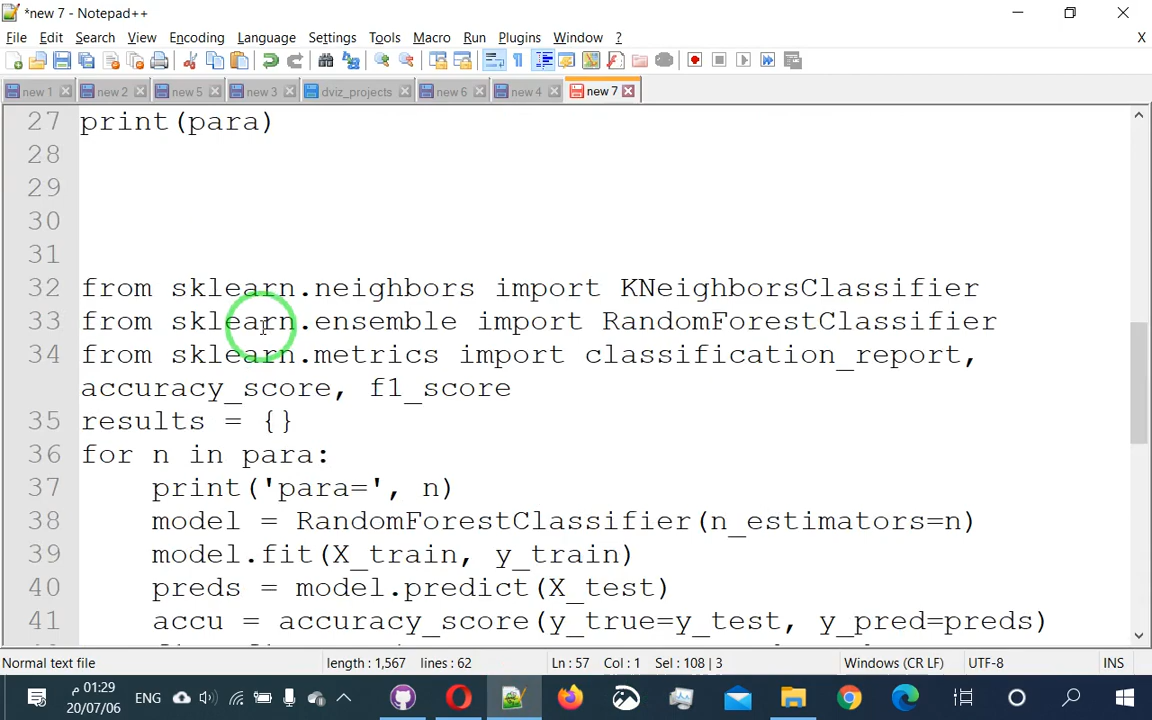 *new 7 - Notepad++
File Edit Search View Encoding Language Settings Tools Macro Run Plugins Window ? X
new 1 new 2 new 5 new 3 dviz_projects new 6 new 4 new 7
27 print(para)
28
29
30
31
32 from sklearn.neighbors import KNeighborsClassifier
33 from sklearn.ensemble import RandomForestClassifier
34 from sklearn.metrics import classification_report,
accuracy_score, f1_score
35 results = {}
36 for n in para:
37 print('para=', n)
38 model = RandomForestClassifier(n_estimators=n)
39 model.fit(X_train, y_train)
40 preds = model.predict(X_test)
41 accu = accuracy_score(y_true=y_test, y_pred=preds)
Normal text file length : 1,567 lines : 62 Ln : 57 Col : 1 Sel : 108 | 3 Windows (CR LF) UTF-8 INS
01:29 م
ENG
20/07/06